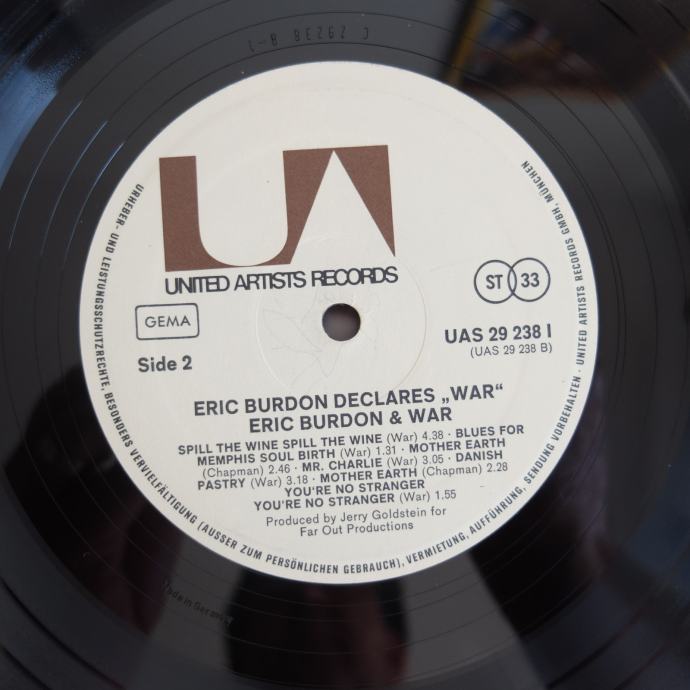 C 29238 B-1
UNITED ARTISTS RECORDS
GEMA
ST 33
Side 2
UAS 29 238 I
(UAS 29 238 B)
ERIC BURDON DECLARES „WAR“
ERIC BURDON & WAR
SPILL THE WINE SPILL THE WINE (War) 4.38 · BLUES FOR
MEMPHIS SOUL BIRTH (War) 1.31 · MOTHER EARTH
(Chapman) 2.46 · MR. CHARLIE (War) 3.05 · DANISH
PASTRY (War) 3.18 · MOTHER EARTH (Chapman) 2.28
YOU'RE NO STRANGER
YOU'RE NO STRANGER (War) 1.55
Produced by Jerry Goldstein for
Far Out Productions
URHEBER- UND LEISTUNGSSCHUTZRECHTE, BESONDERS VERVIELFÄLTIGUNG (AUSSER ZUM PERSÖNLICHEN GEBRAUCH), VERMIETUNG, AUFFÜHRUNG, SENDUNG VORBEHALTEN · UNITED ARTISTS RECORDS GMBH, MÜNCHEN
Made in Germany